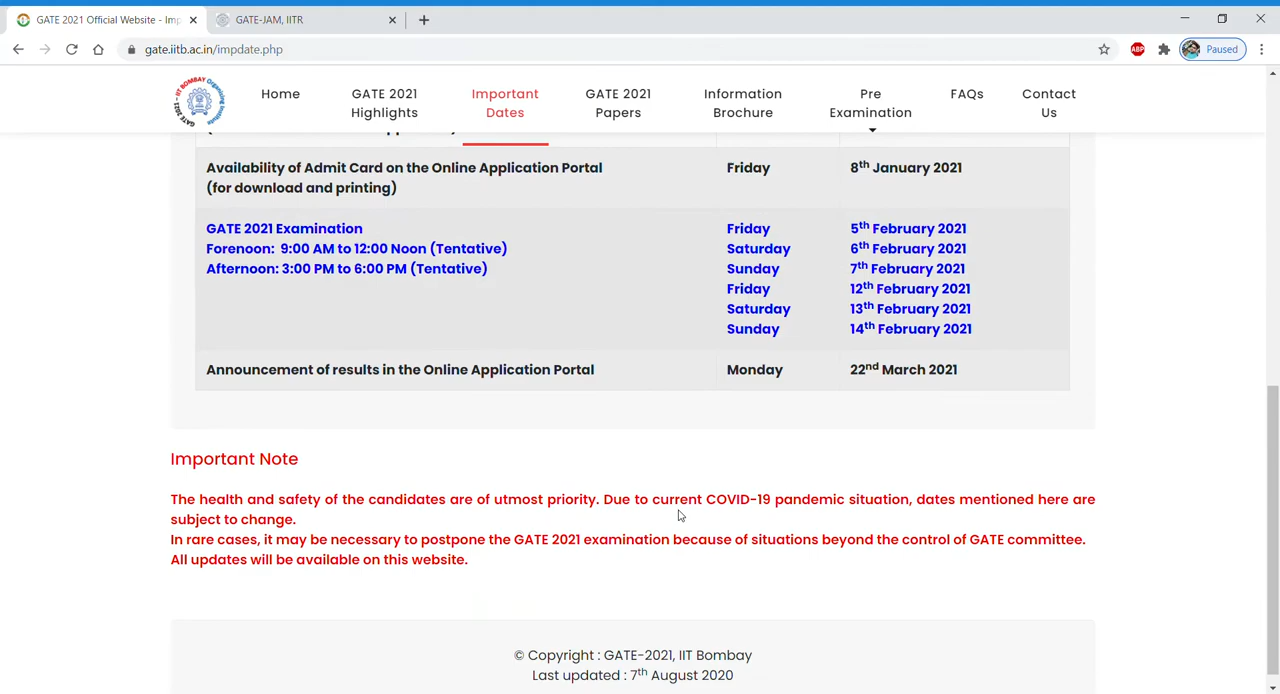 GATE 2021 Official Website - Imp
GATE-JAM, IITR
gate.iitb.ac.in/impdate.php
ABP
Paused
Home
GATE 2021 Highlights
Important Dates
GATE 2021 Papers
Information Brochure
Pre Examination
FAQs
Contact Us
Availability of Admit Card on the Online Application Portal Friday 8th January 2021
(for download and printing)
GATE 2021 Examination Friday 5th February 2021
Forenoon: 9:00 AM to 12:00 Noon (Tentative) Saturday 6th February 2021
Afternoon: 3:00 PM to 6:00 PM (Tentative) Sunday 7th February 2021
Friday 12th February 2021
Saturday 13th February 2021
Sunday 14th February 2021
Announcement of results in the Online Application Portal Monday 22nd March 2021
Important Note
The health and safety of the candidates are of utmost priority. Due to current COVID-19 pandemic situation, dates mentioned here are
subject to change.
In rare cases, it may be necessary to postpone the GATE 2021 examination because of situations beyond the control of GATE committee.
All updates will be available on this website.
© Copyright : GATE-2021, IIT Bombay
Last updated : 7th August 2020